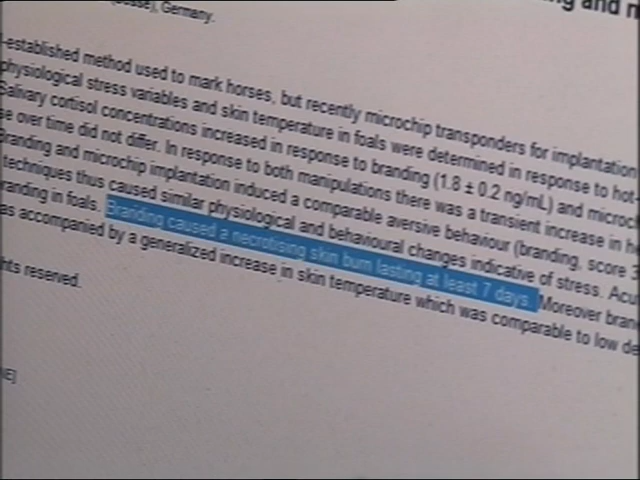 ing and m
Germany.
-established method used to mark horses, but recently microchip transponders for implantation
physiological stress variables and skin temperature in foals were determined in response to hot
Salivary cortisol concentrations increased in response to branding (1.8 ± 0.2 ng/mL) and microc
se over time did not differ. In response to both manipulations there was a transient increase in h
Branding and microchip implantation induced a comparable aversive behaviour (branding, score 3
techniques thus caused similar physiological and behavioural changes indicative of stress. Acu
randing in foals. Branding caused a necrotising skin burn lasting at least 7 days. Moreover bran
as accompanied by a generalized increase in skin temperature which was comparable to low de
hts reserved.
NE]